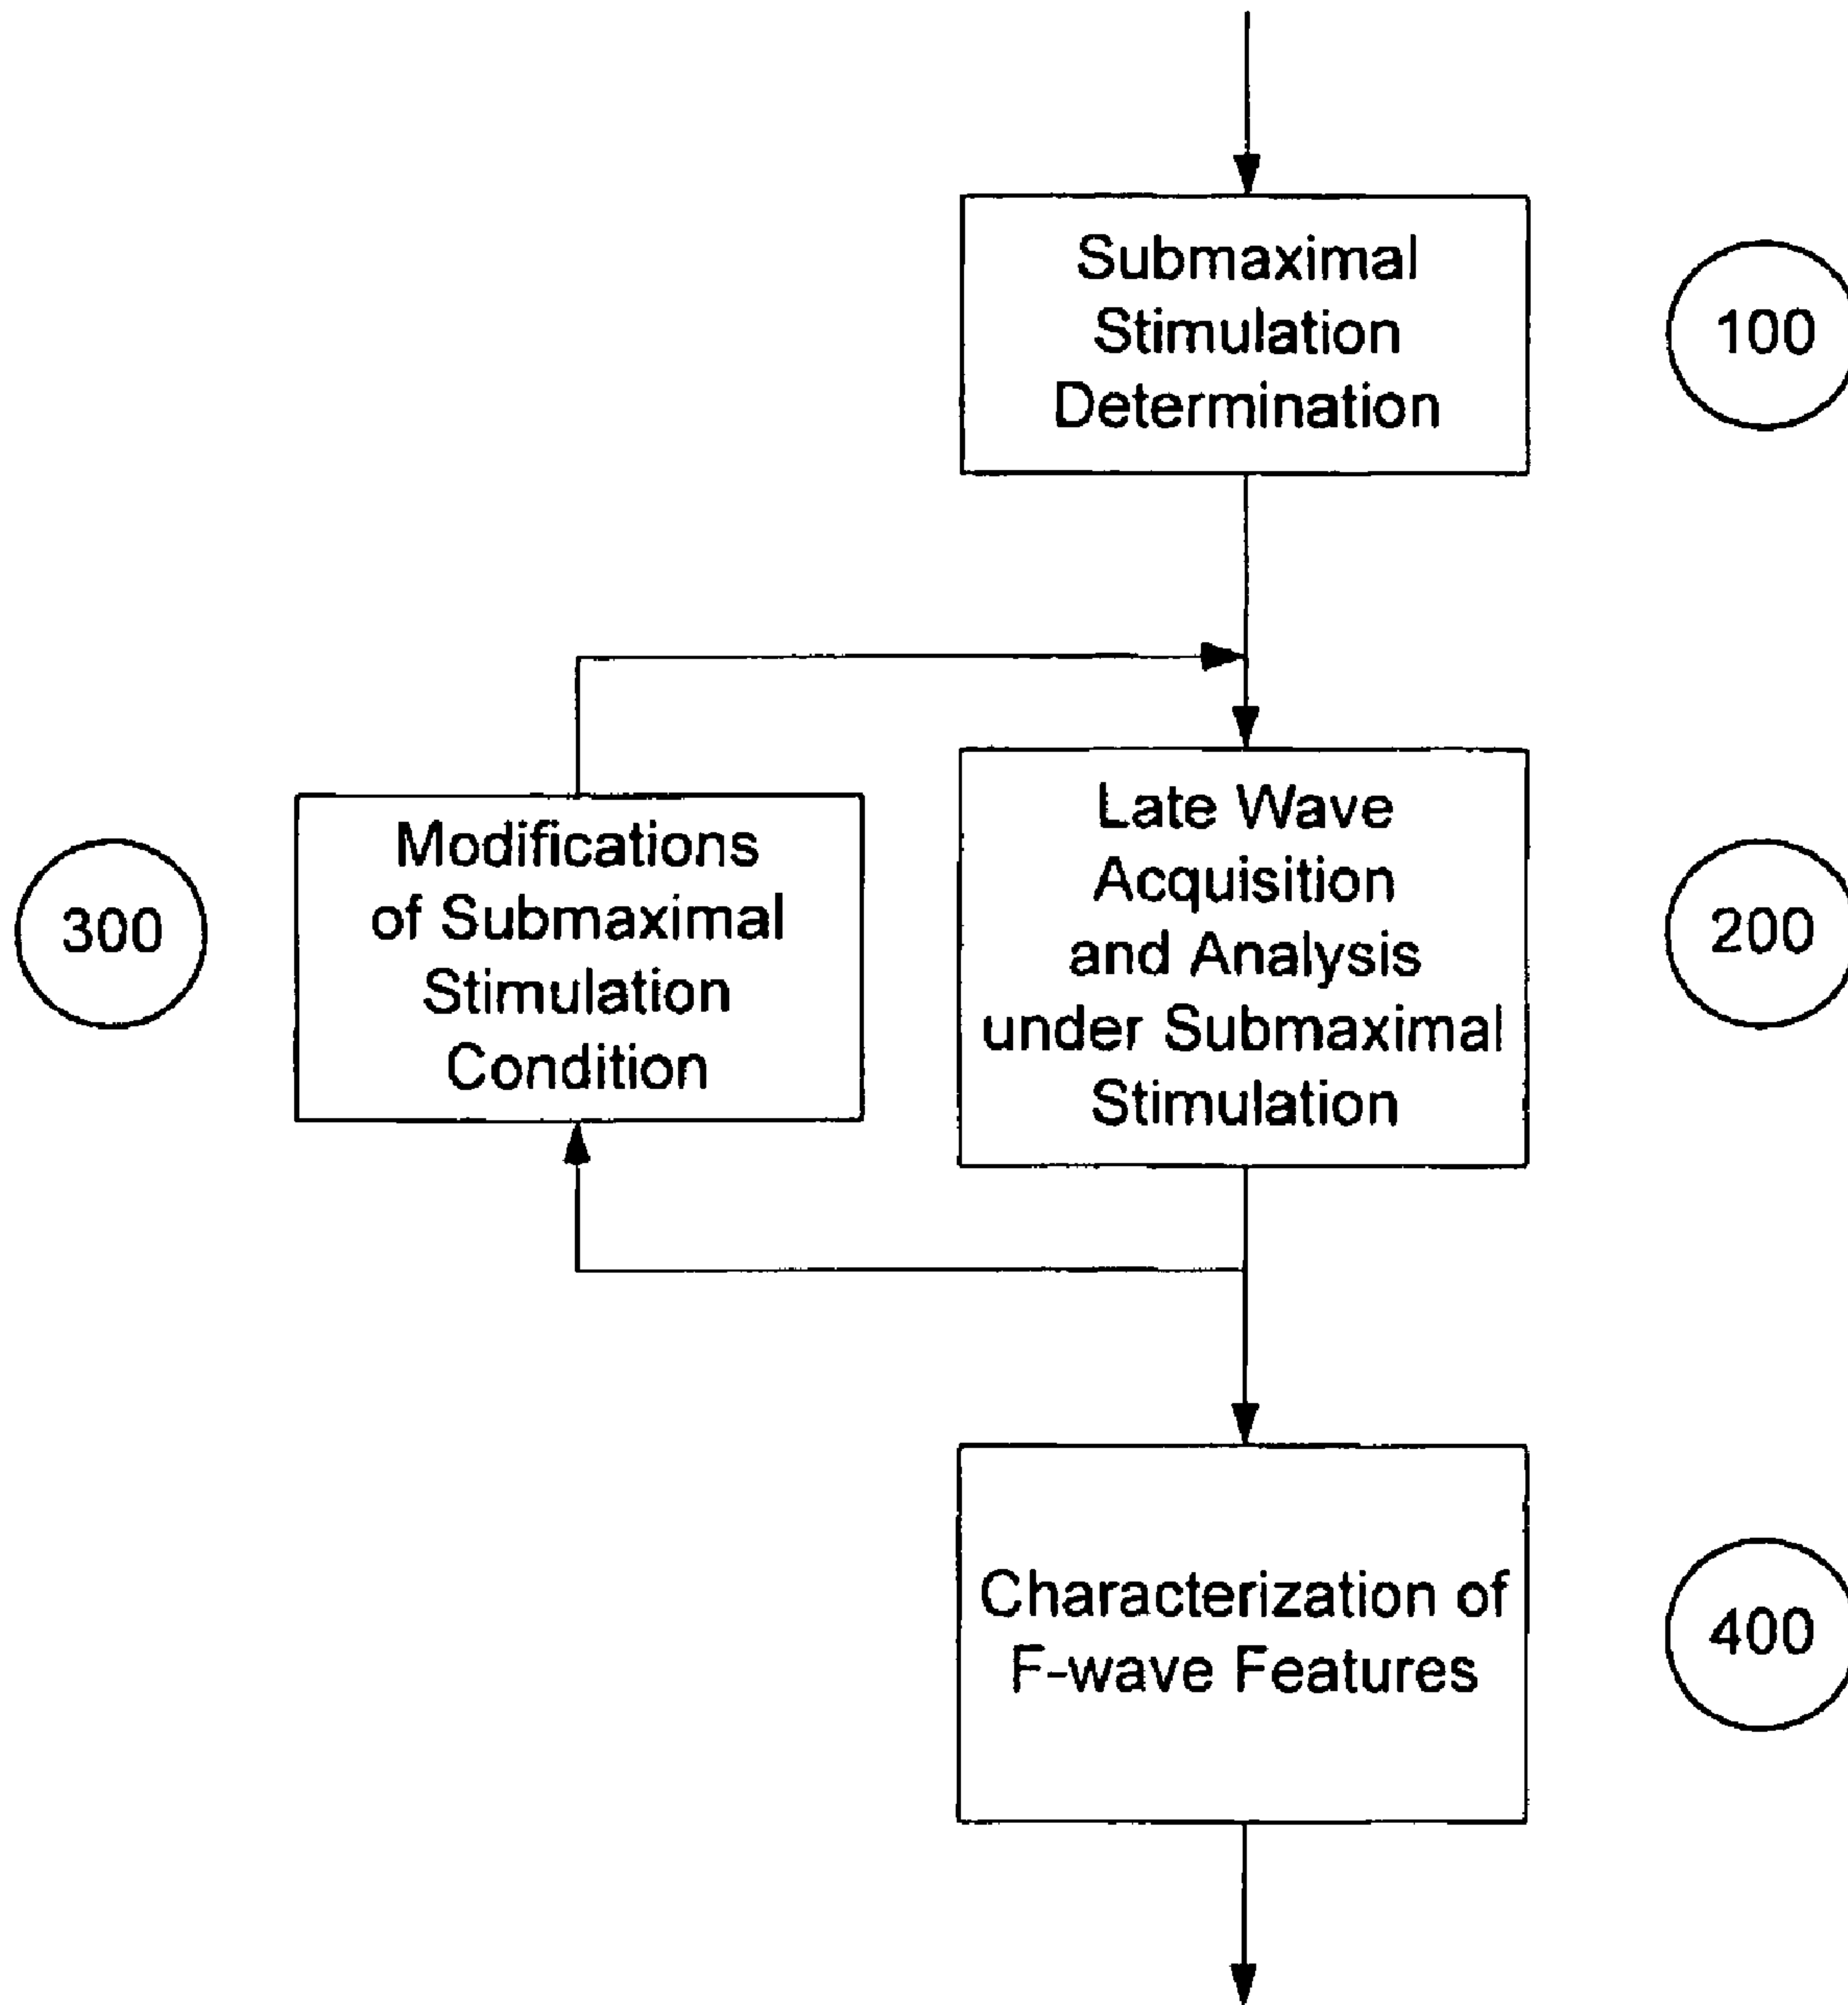 Submaximal
Stimulation
Determination
100
Modifications
of Submaximal
Stimulation
Condition
300
Late Wave
Acquisition
and Analysis
under Submaximal
Stimulation
200
Characterization of
F-wave Features
400